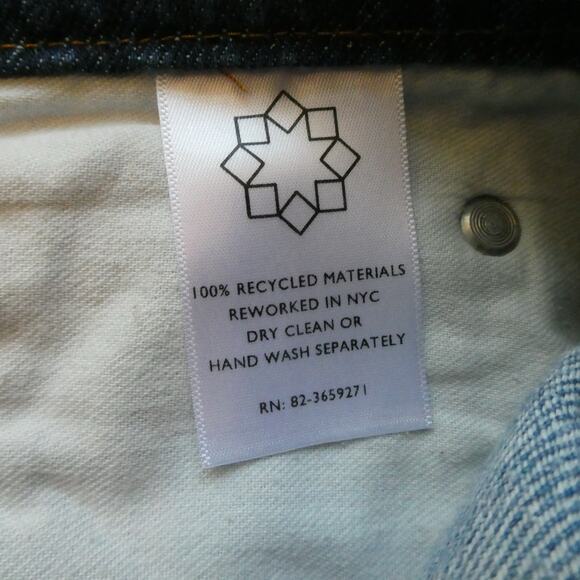 100% RECYCLED MATERIALS
REWORKED IN NYC
DRY CLEAN OR
HAND WASH SEPARATELY
RN: 82-3659271